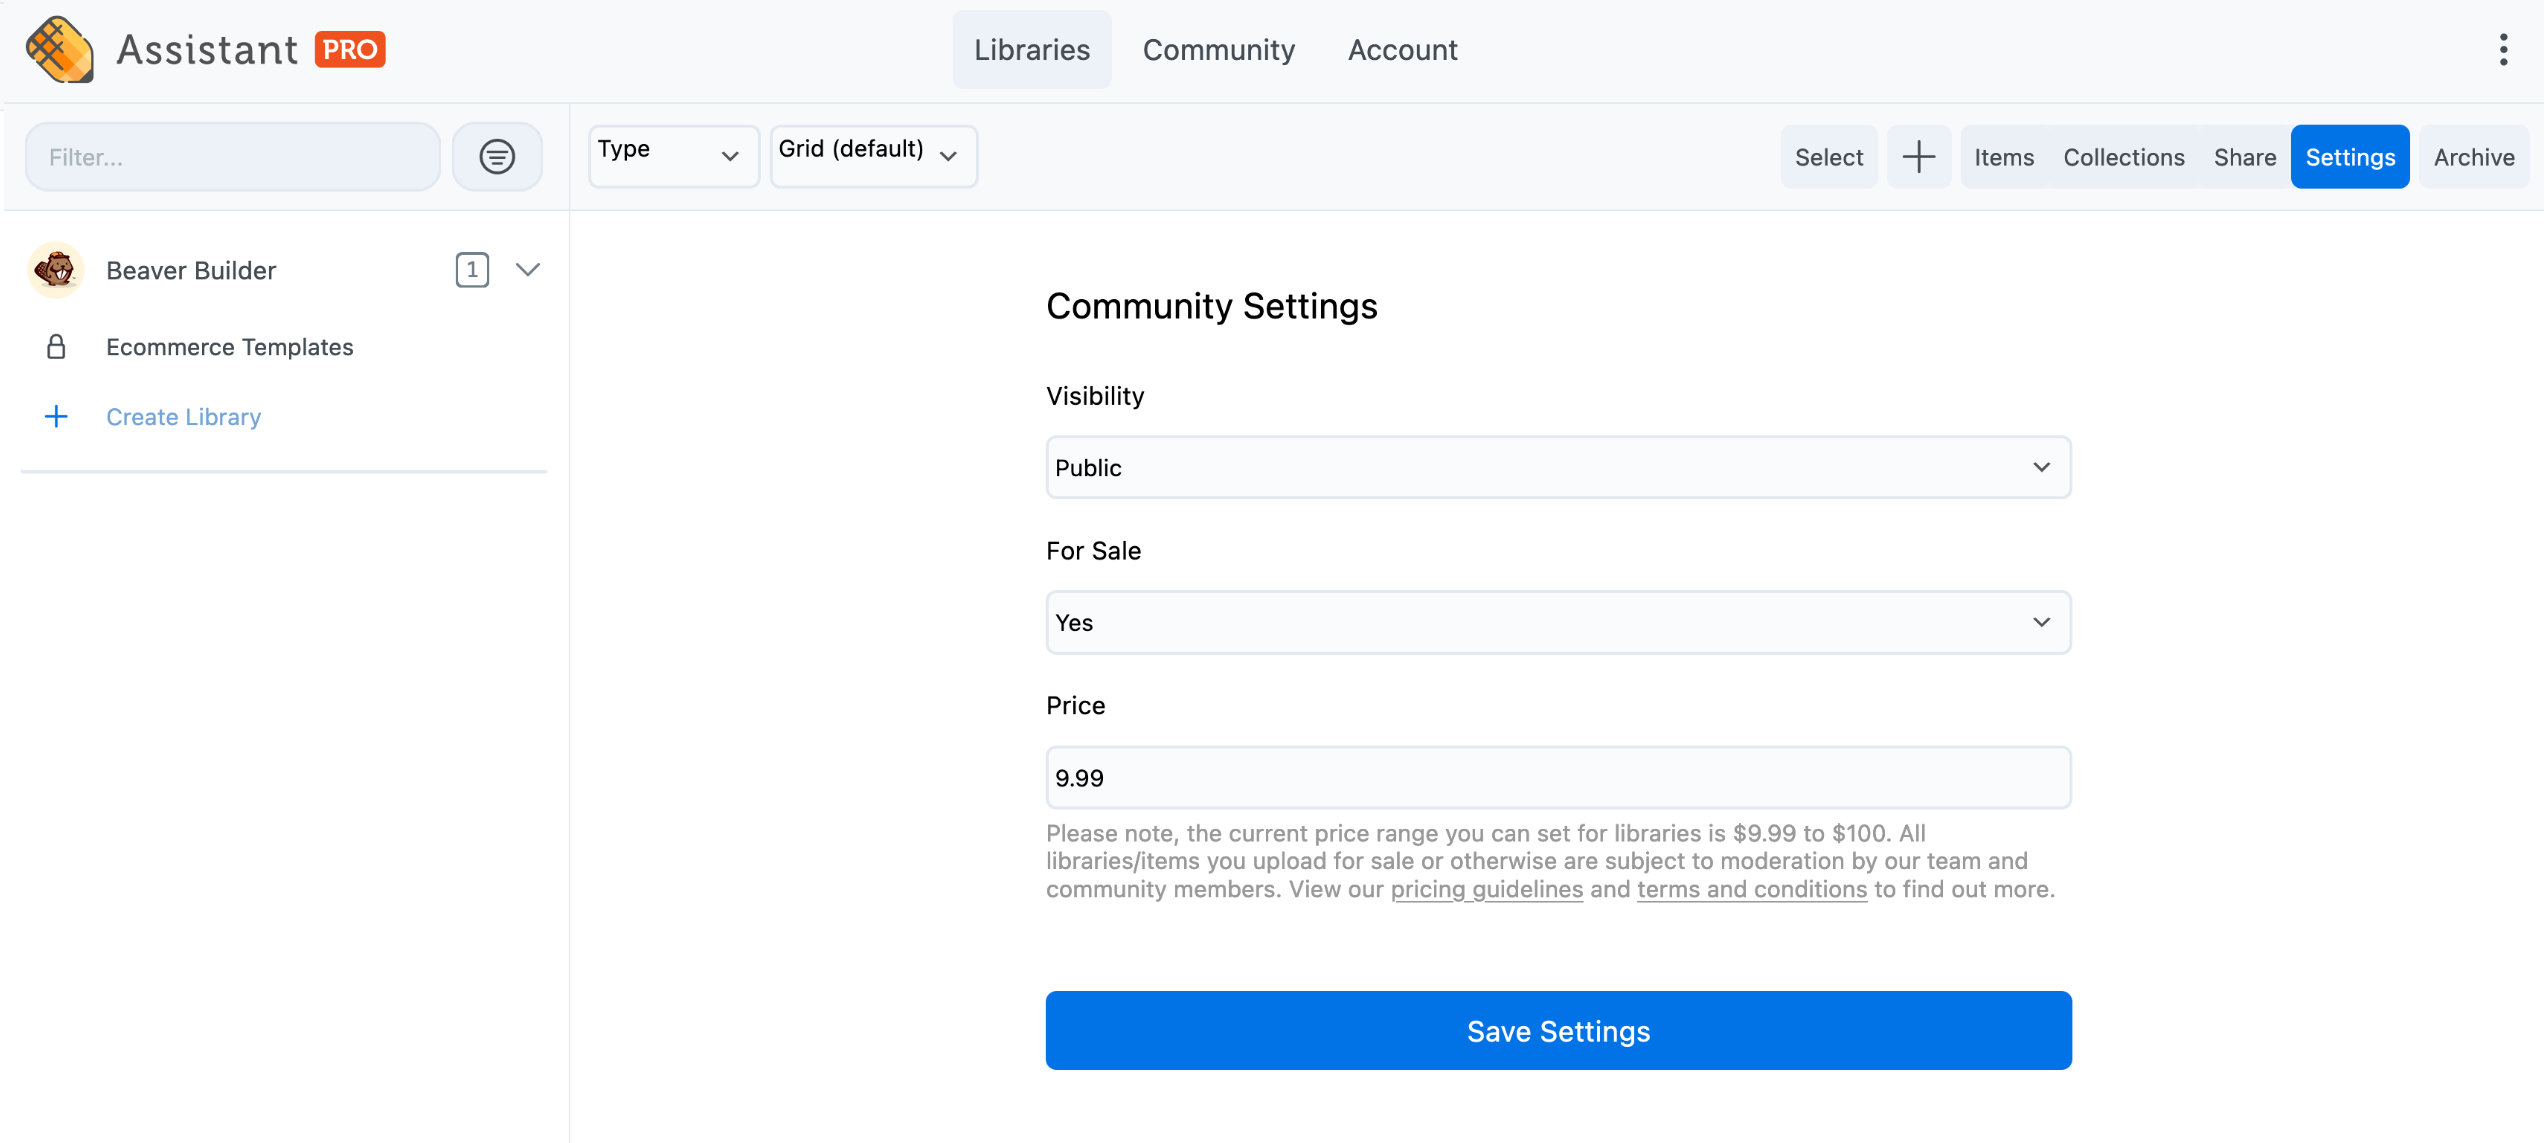 Assistant PRO
Libraries Community Account
Filter...
Type Grid (default) Select Items Collections Share Settings Archive
Beaver Builder 1
Ecommerce Templates
Create Library
Community Settings
Visibility
Public
For Sale
Yes
Price
9.99
Please note, the current price range you can set for libraries is $9.99 to $100. All
libraries/items you upload for sale or otherwise are subject to moderation by our team and
community members. View our pricing guidelines and terms and conditions to find out more.
Save Settings